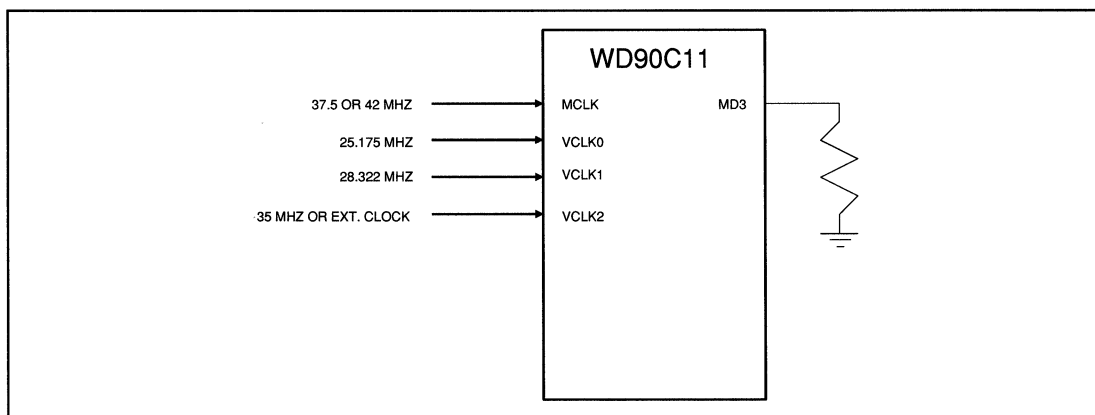 WD90C11
37.5 OR 42 MHZ MCLK MD3
25.175 MHZ VCLK0
28.322 MHZ VCLK1
35 MHZ OR EXT. CLOCK VCLK2